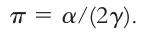 π = α/(2γ).